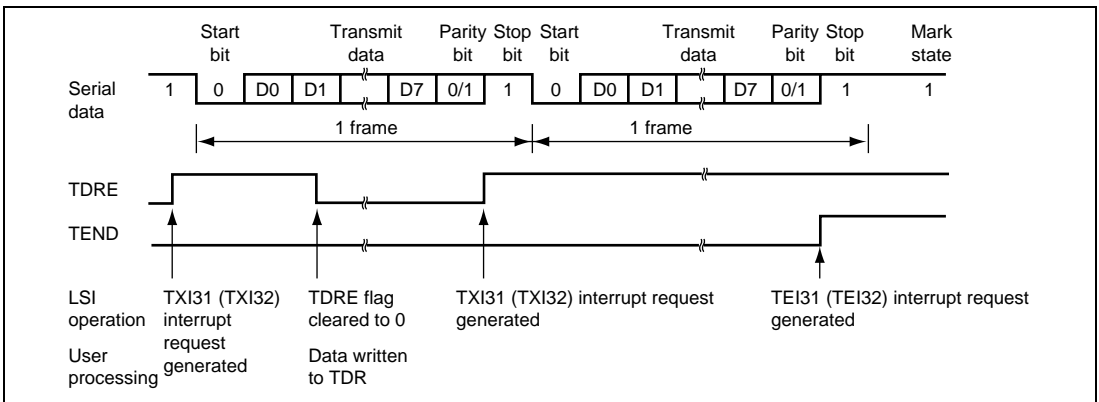 Start bit Transmit data Parity bit Stop bit Start bit Transmit data Parity bit Stop bit Mark state
Serial data 1 0 D0 D1 D7 0/1 1 0 D0 D1 D7 0/1 1 1
1 frame 1 frame
TDRE
TEND
LSI operation
TXI31 (TXI32) interrupt request generated
TDRE flag cleared to 0
TXI31 (TXI32) interrupt request generated
TEI31 (TEI32) interrupt request generated
User processing
Data written to TDR